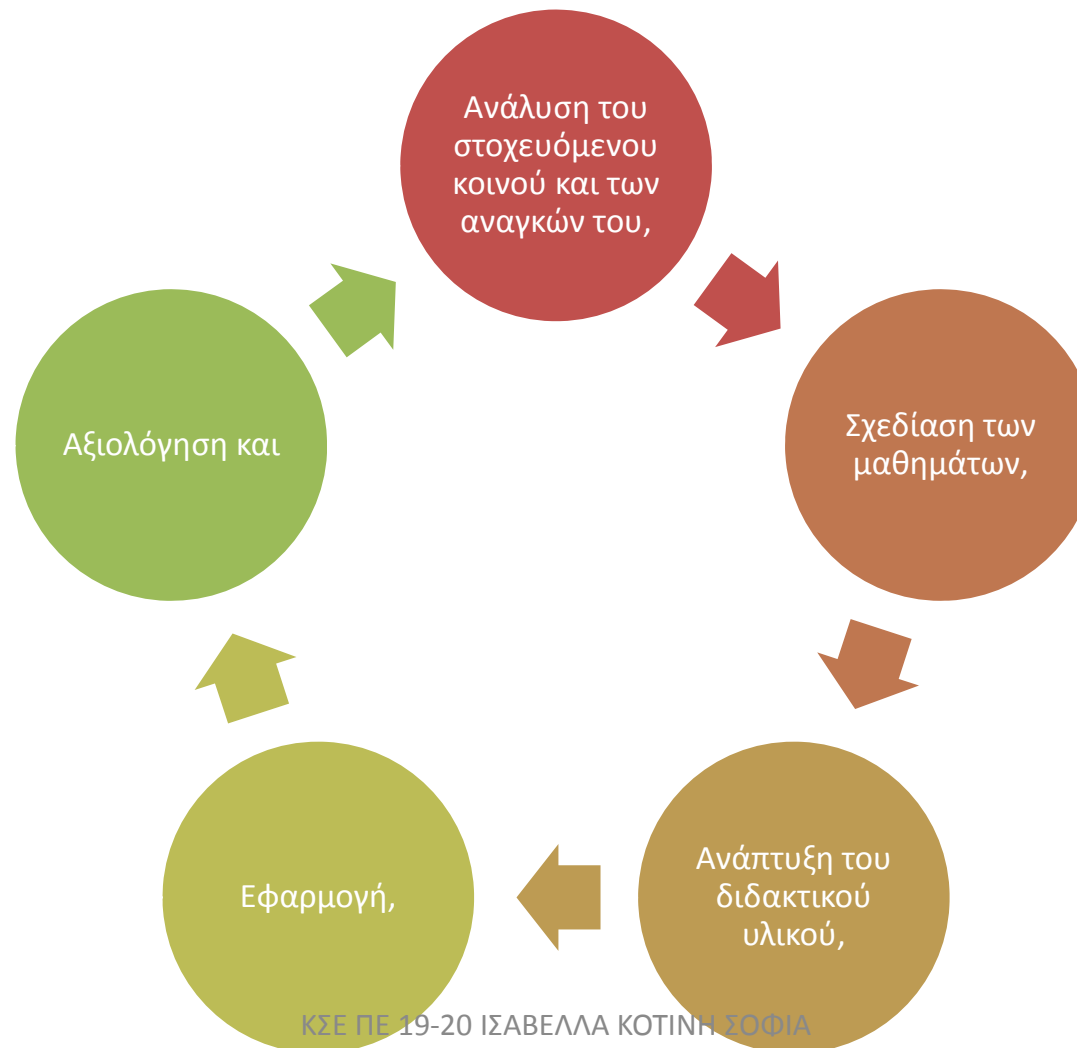 Ανάλυση του
στοχευόμενου
κοινού και των
αναγκών του,
Σχεδίαση των
μαθημάτων,
Ανάπτυξη του
διδακτικού
υλικού,
Εφαρμογή,
Αξιολόγηση και
ΚΣΕ ΠΕ 19-20 ΙΣΑΒΕΛΛΑ ΚΟΤΙΝΗ ΣΟΦΙΑ